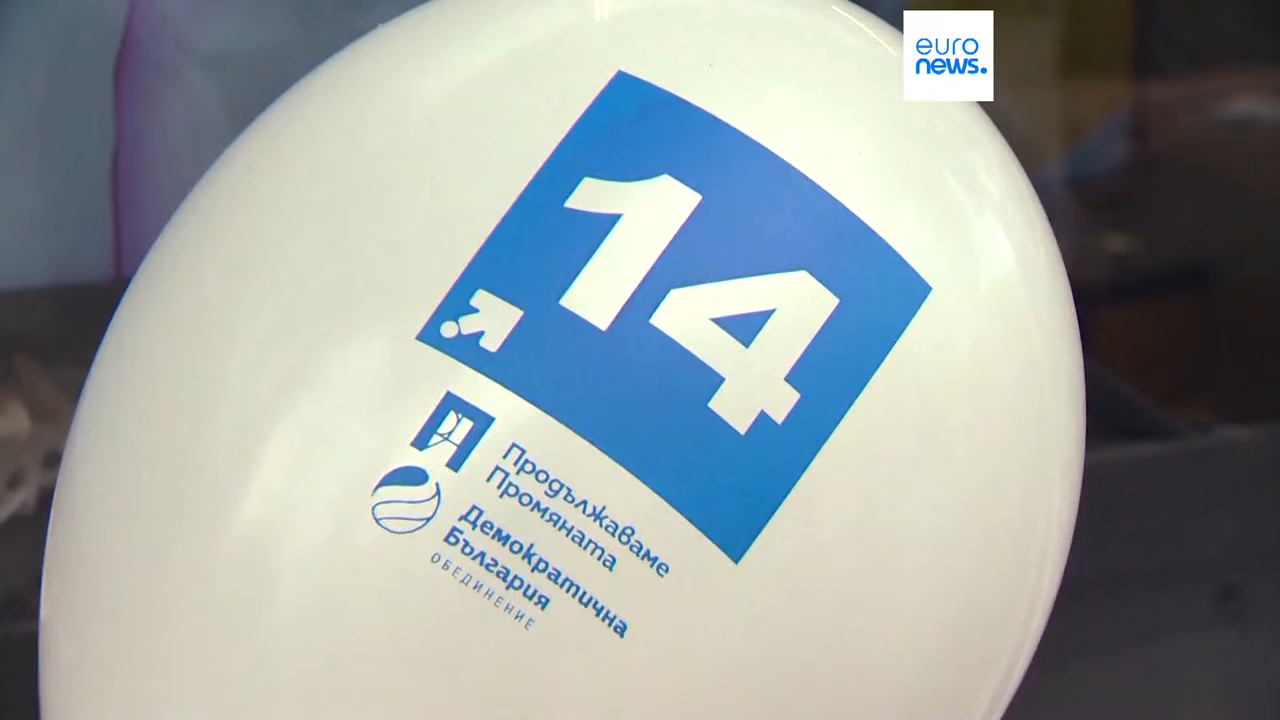 euro
news.
14
Продължаваме
Промяната
Демократична
България
ОБЕДИНЕНИЕ